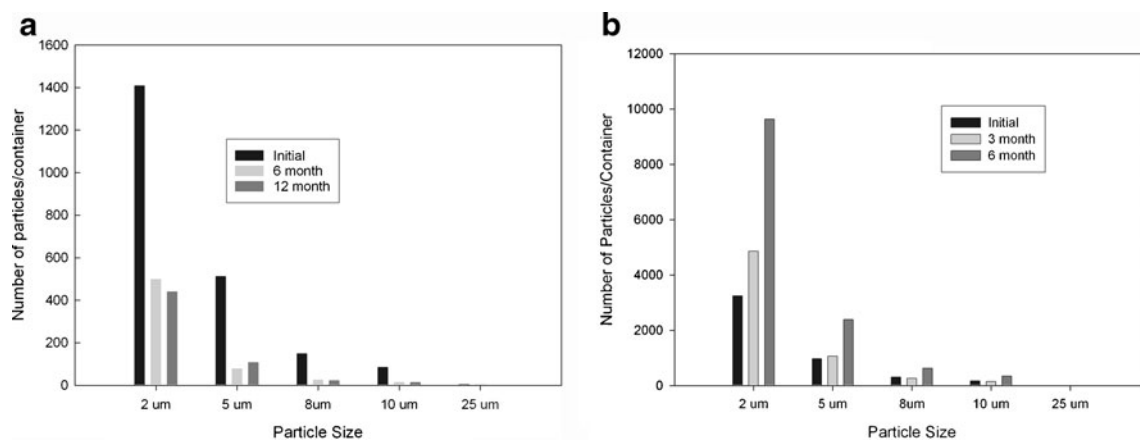 a
1600
1400
1200
1000
800
600
400
200
0
Number of particles/container
Initial
6 month
12 month
2 um
5 um
8um
10 um
25 um
Particle Size
b
12000
10000
8000
6000
4000
2000
0
Number of Particles/Container
Initial
3 month
6 month
2 um
5 um
8um
10 um
25 um
Particle Size